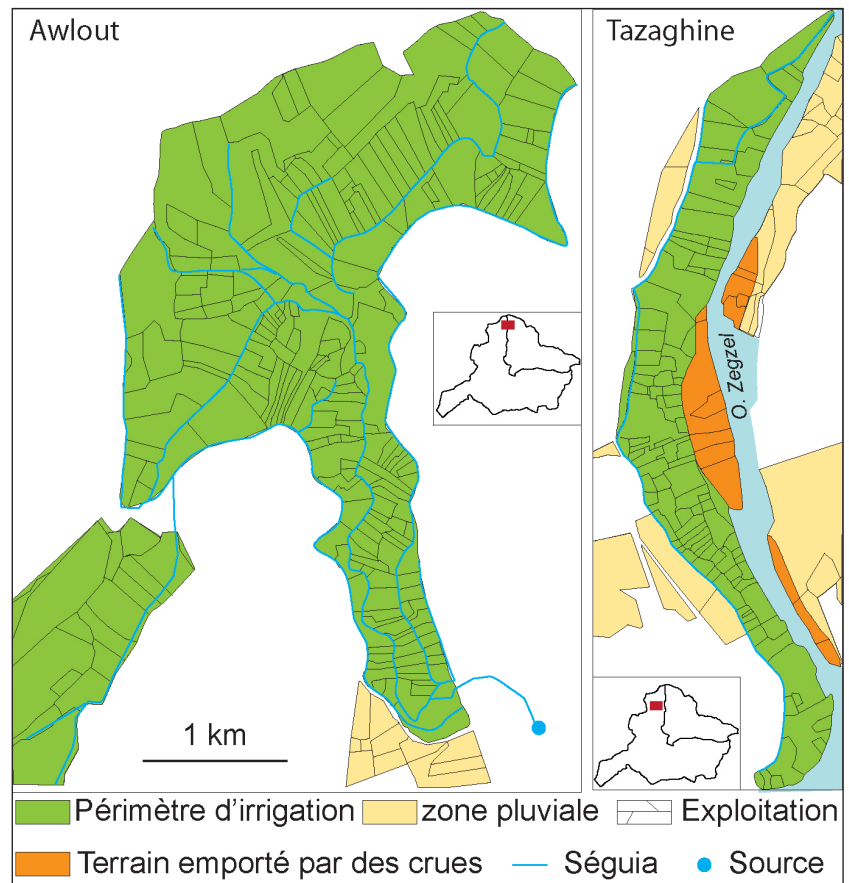 Awlout
Tazaghine
O. Zegzel
1 km
Périmètre d'irrigation
zone pluviale
Exploitation
Terrain emporté par des crues
Séguia
Source